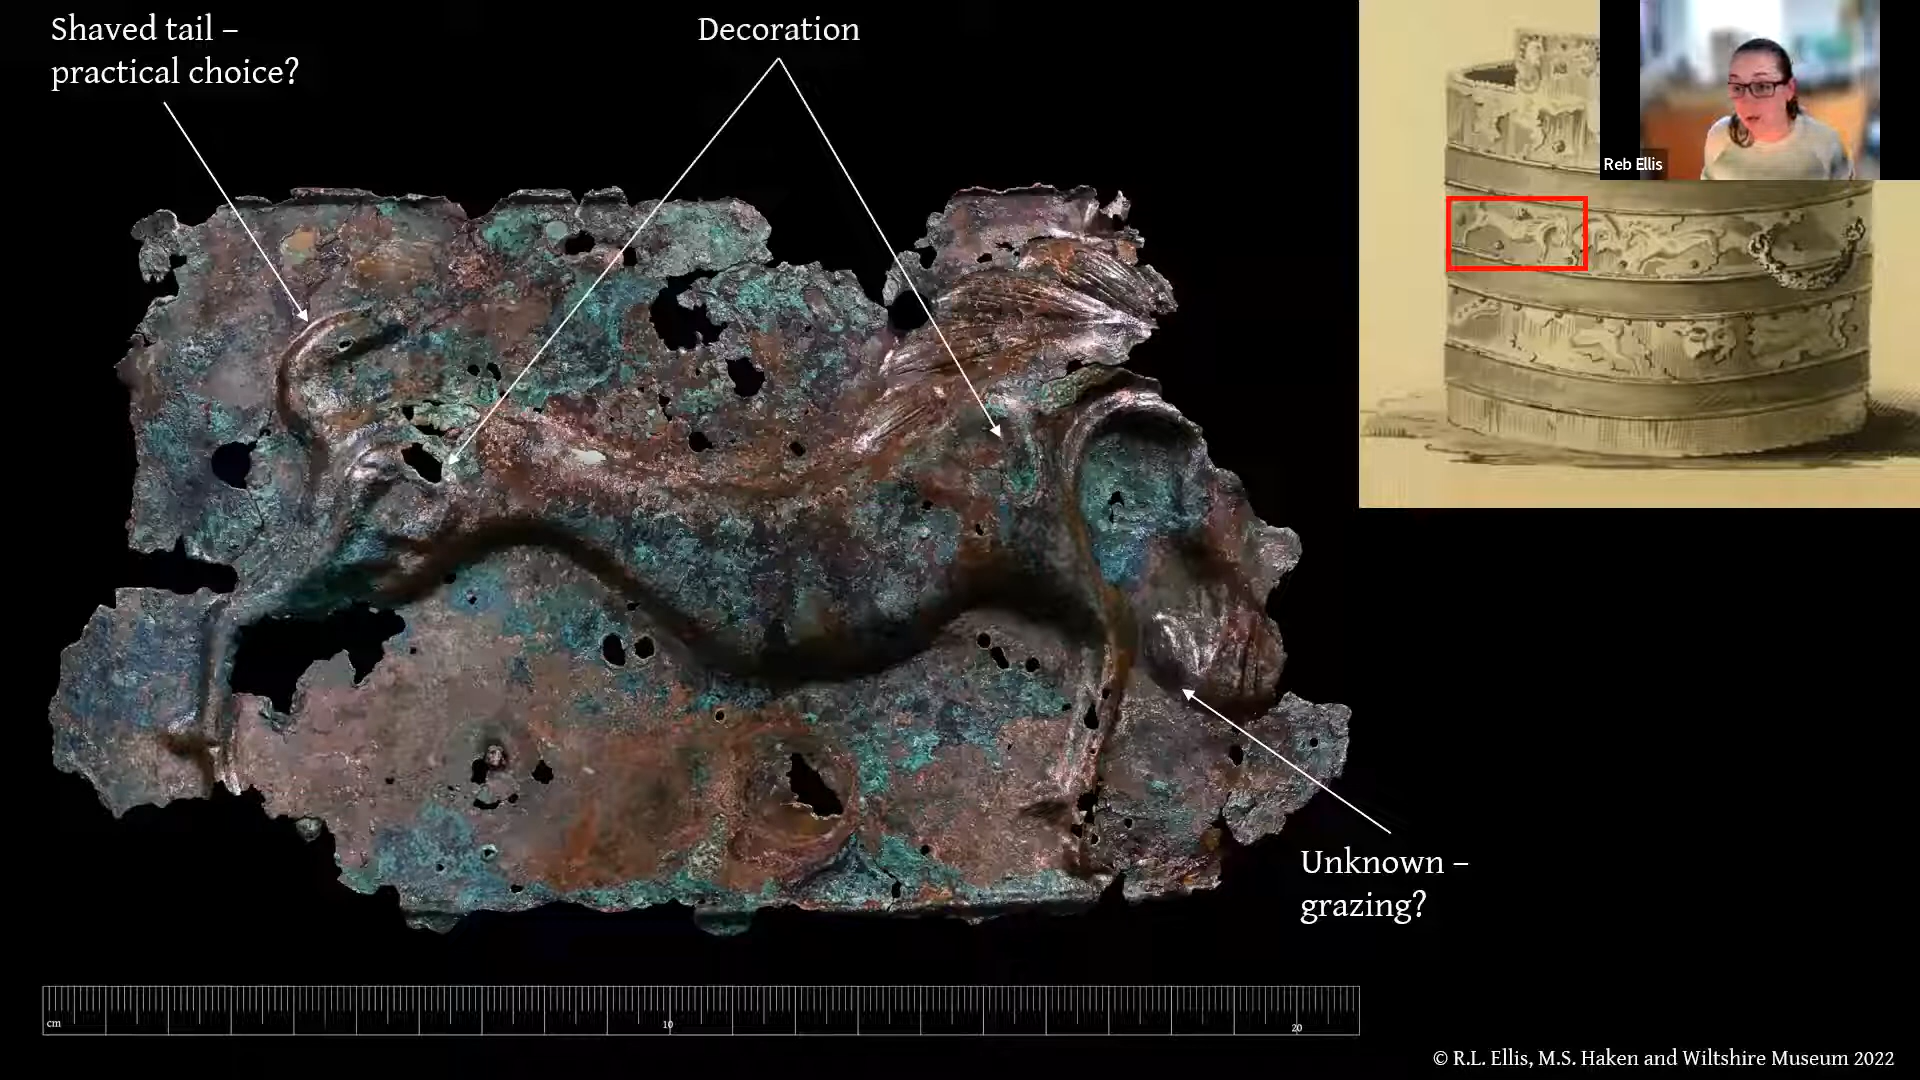 Shaved tail –
practical choice?
Decoration
Reb Ellis
Unknown –
grazing?
cm
10
20
© R.L. Ellis, M.S. Haken and Wiltshire Museum 2022